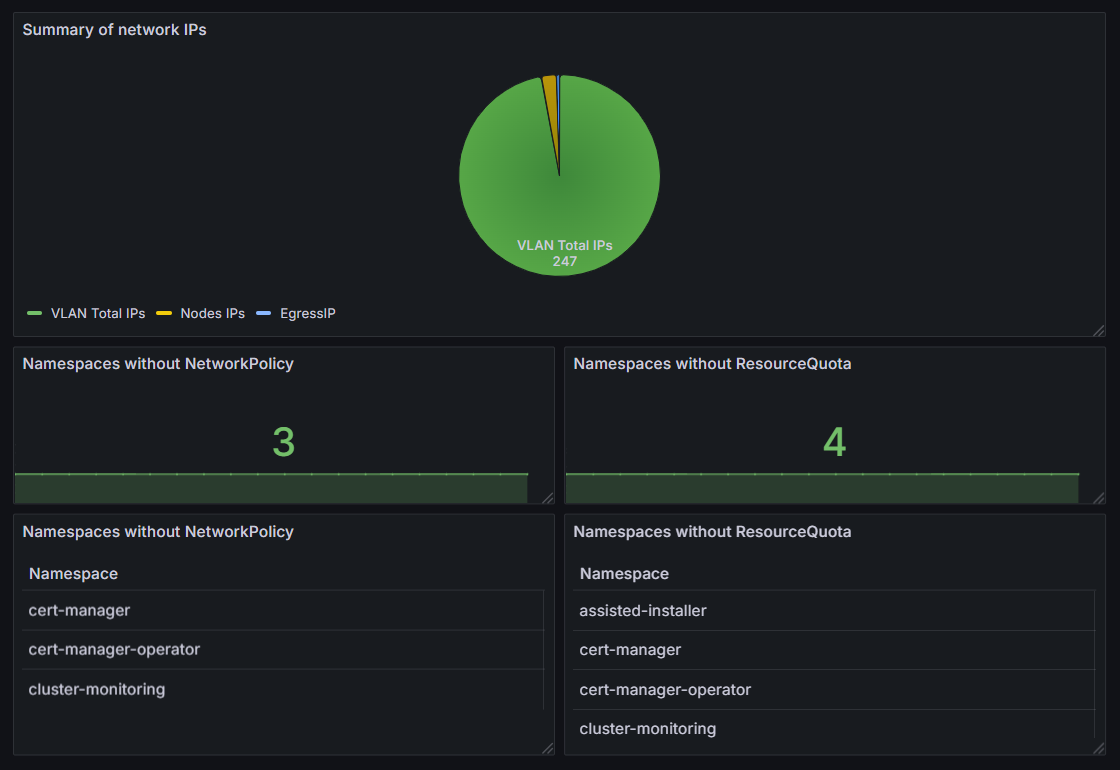 Summary of network IPs
VLAN Total IPs
247
VLAN Total IPs Nodes IPs EgressIP
Namespaces without NetworkPolicy
3
Namespaces without ResourceQuota
4
Namespaces without NetworkPolicy
Namespace
cert-manager
cert-manager-operator
cluster-monitoring
Namespaces without ResourceQuota
Namespace
assisted-installer
cert-manager
cert-manager-operator
cluster-monitoring